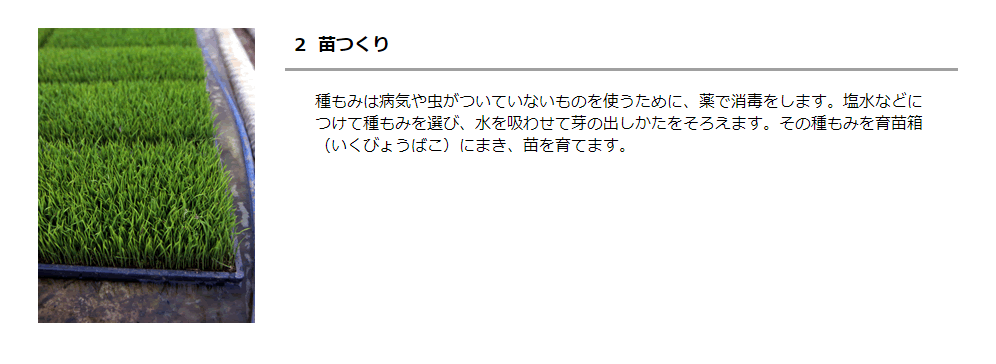 2 苗つくり
種もみは病気や虫がついていないものを使うために、薬で消毒をします。塩水などに
つけて種もみを選び、水を吸わせて芽の出しかたをそろえます。その種もみを育苗箱
（いくびょうばこ）にまき、苗を育てます。